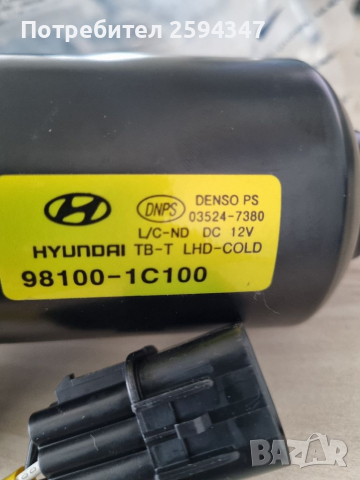 Потребител 2594347
DNPS
DENSO PS
03524-7380
L/C-ND DC 12V
HYUNDAI TB-T LHD-COLD
98100-1C100
BAZAR